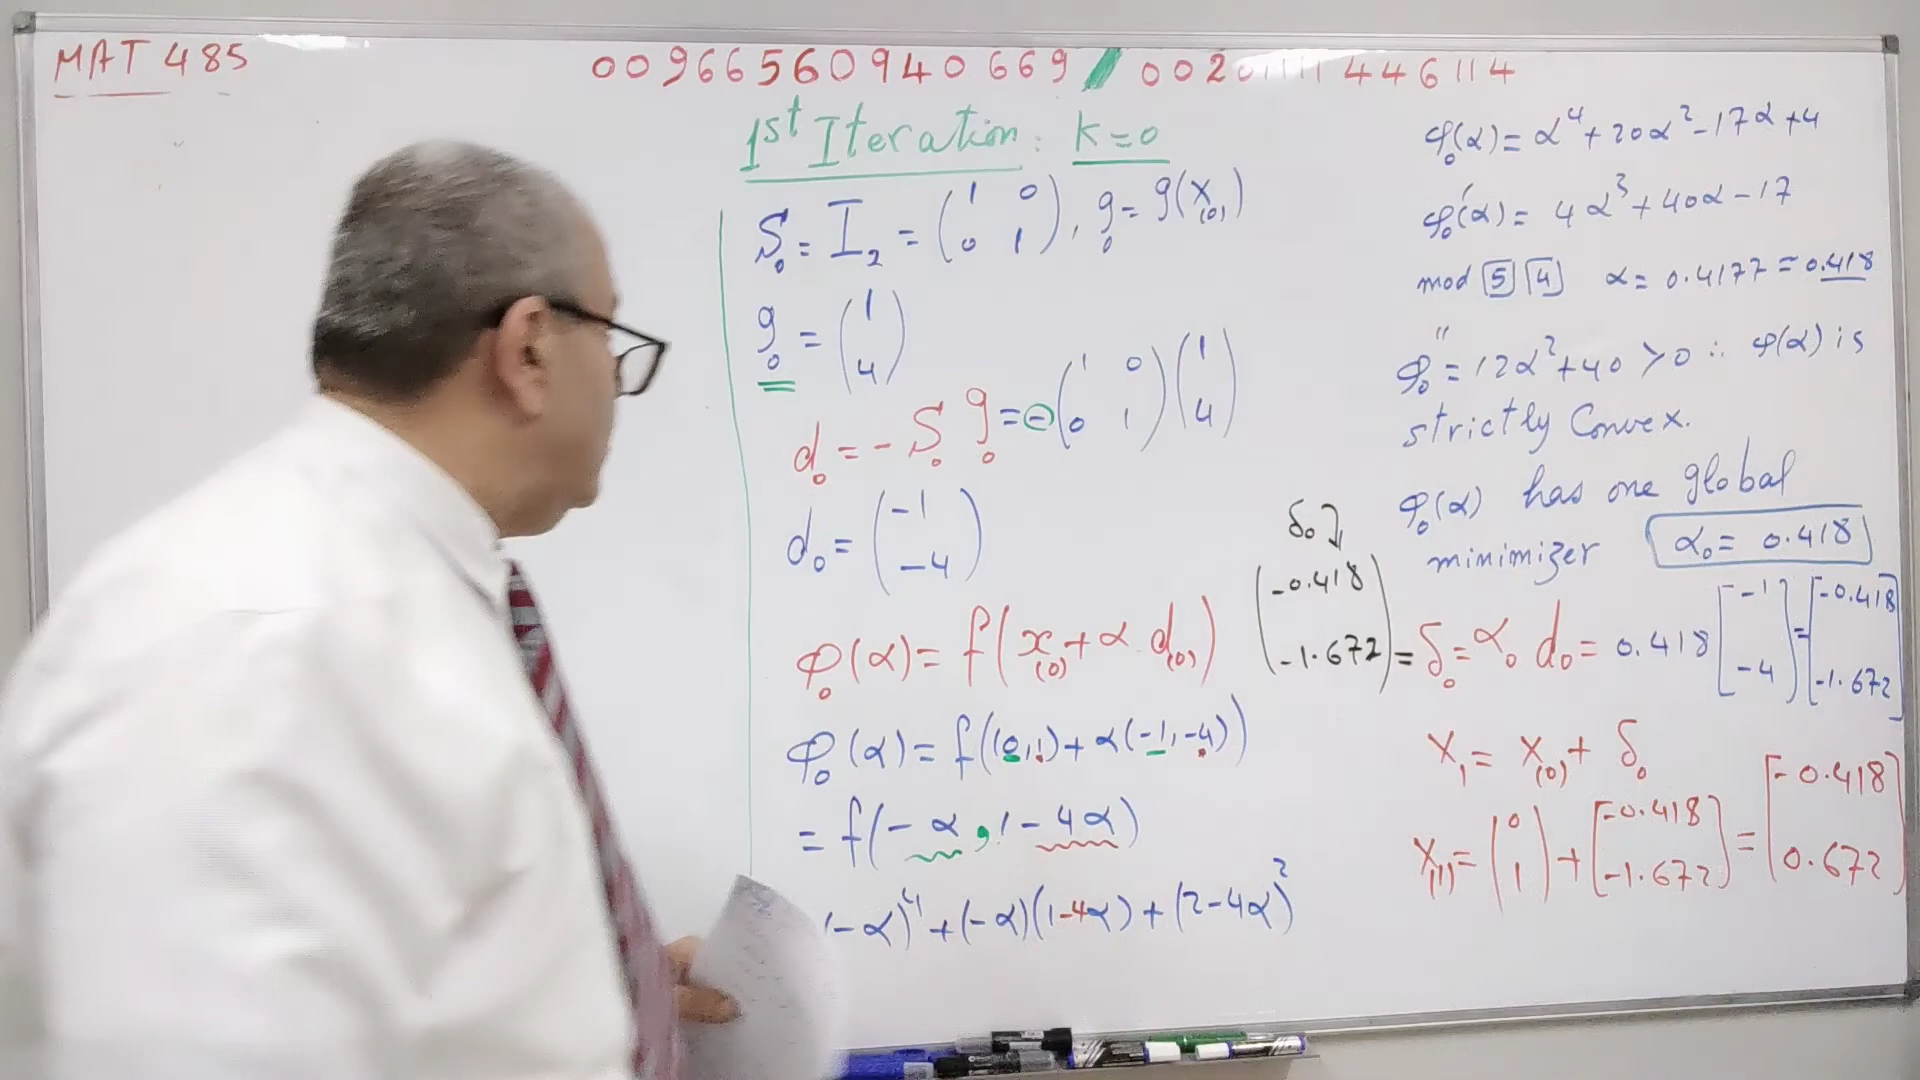 MAT 485
00966560940669 / 00201111446114
1st Iteration: K=0
S₀ = I₂ = (1 0 / 0 1), g₀ = g(X₍₀₎)
g₀ = (1 / 4)
d₀ = - S₀ g₀ = -(1 0 / 0 1)(1 / 4)
d₀ = (-1 / -4)
φ₀(α) = f(x₍₀₎ + α d₍₀₎)
φ₀(α) = f((0,1) + α(-1,-4))
= f(-α, 1-4α)
(-α)⁴ + (-α)(1-4α) + (2-4α)²
φ₀(α) = α⁴ + 20α² - 17α + 4
φ₀′(α) = 4α³ + 40α - 17
mod 5 4 α = 0.4177 = 0.418
φ₀″ = 12α² + 40 > 0 ∴ φ(α) is
strictly Convex.
φ₀(α) has one global
minimizer α₀ = 0.418
δ₀
(-0.418 / -1.672) = δ₀ = α₀ d₀ = 0.418 [-1 / -4] = [-0.418 / -1.672]
X₁ = X₍₀₎ + δ₀
X₍₁₎ = (0 / 1) + [-0.418 / -1.672] = [-0.418 / 0.672]